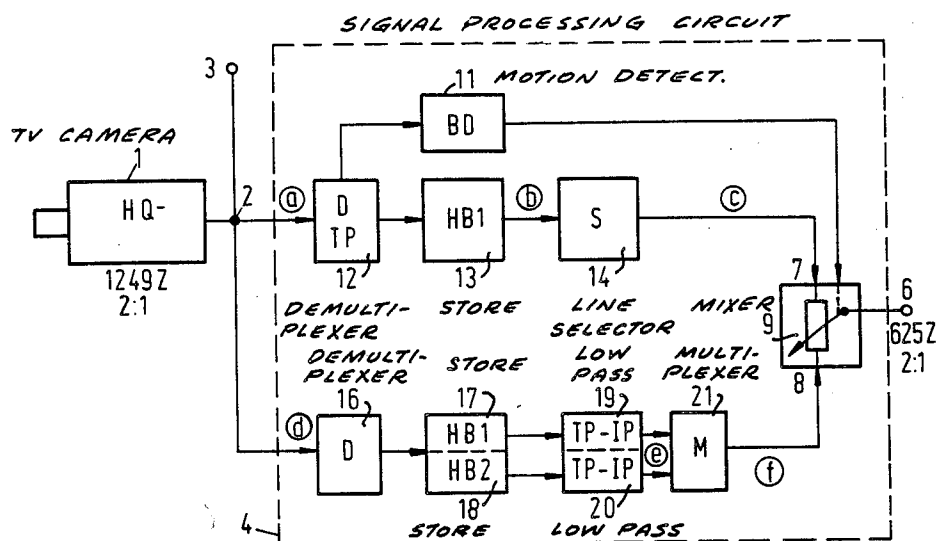 SIGNAL PROCESSING CIRCUIT
3
11 MOTION DETECT.
BD
TV CAMERA
1
HQ-
1249Z
2:1
2
a
D
TP
12
HB1
13
b
S
14
c
7
DEMULTI-
PLEXER
STORE
LINE
SELECTOR
MIXER
9
6
625Z
2:1
8
DEMULTI-
PLEXER
16
STORE
17
LOW
PASS
19
MULTI-
PLEXER
21
d
D
HB1
HB2
18
TP-IP
TP-IP
20
e
M
f
4
STORE
LOW PASS